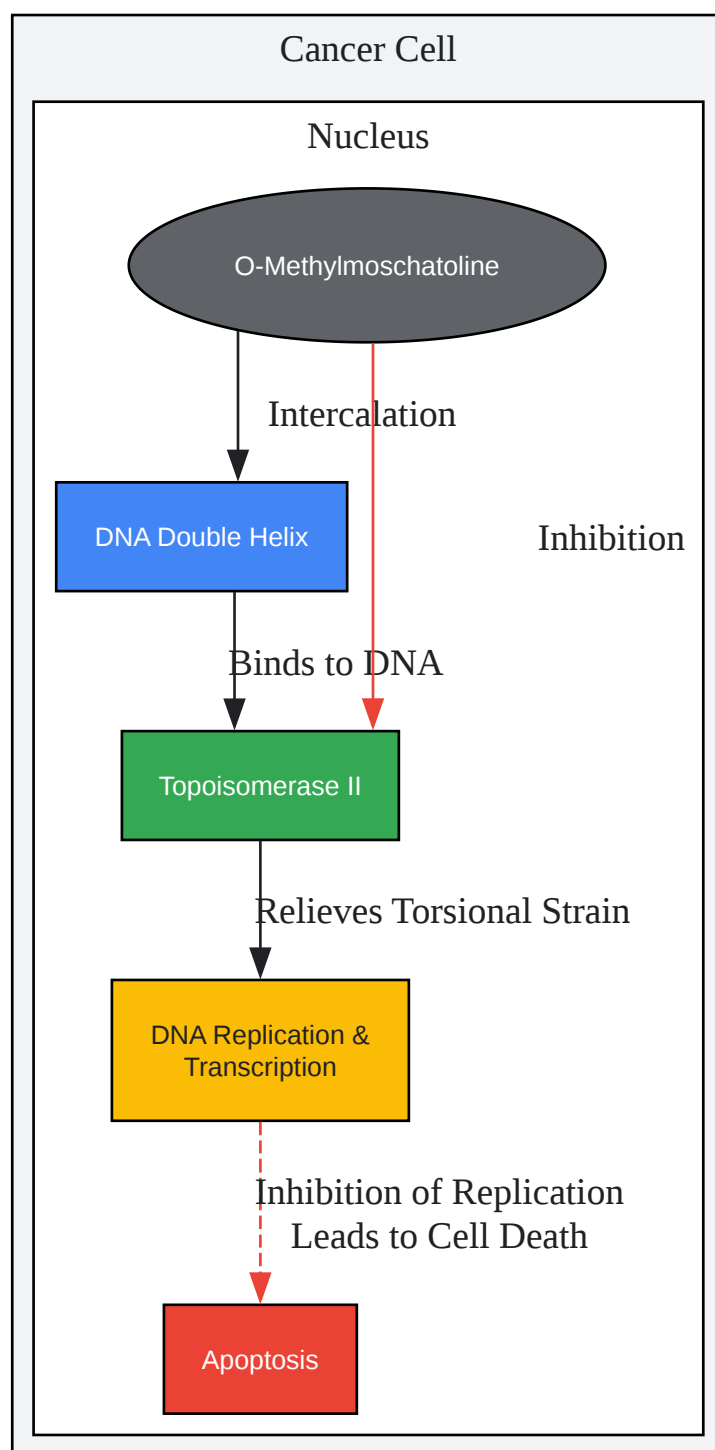 Cancer Cell
Nucleus
O-Methylmoschatoline
Intercalation
DNA Double Helix
Inhibition
Binds to DNA
Topoisomerase II
Relieves Torsional Strain
DNA Replication &
Transcription
Inhibition of Replication
Leads to Cell Death
Apoptosis